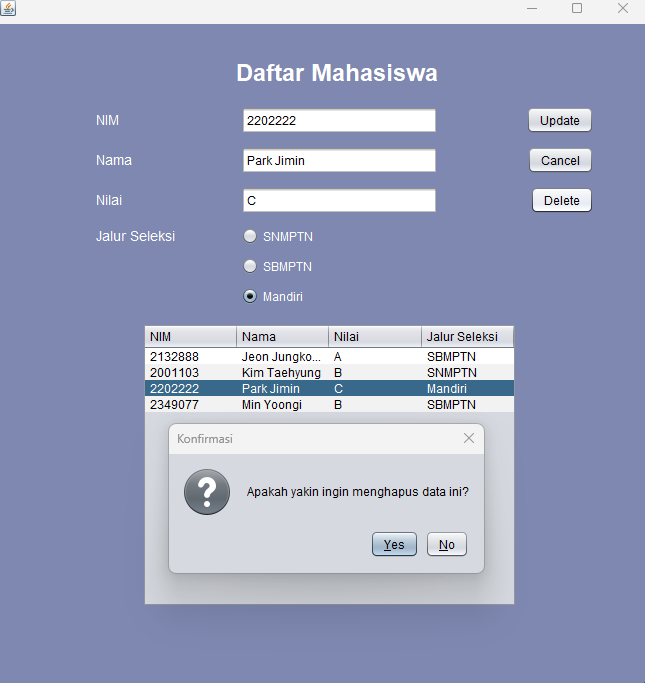 Daftar Mahasiswa
NIM 2202222 Update
Nama Park Jimin Cancel
Nilai C Delete
Jalur Seleksi SNMPTN
SBMPTN
Mandiri
NIM Nama Nilai Jalur Seleksi
2132888 Jeon Jungko... A SBMPTN
2001103 Kim Taehyung B SNMPTN
2202222 Park Jimin C Mandiri
2349077 Min Yoongi B SBMPTN
Konfirmasi
Apakah yakin ingin menghapus data ini?
Yes No